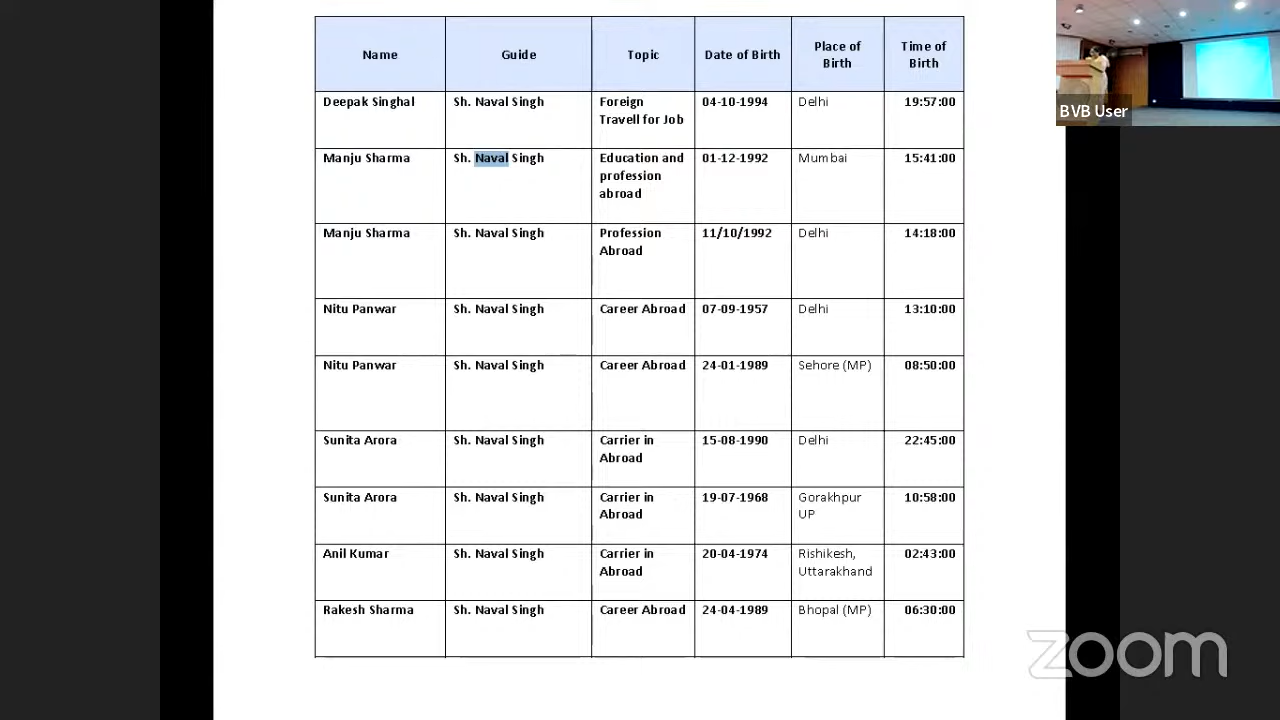 Name Guide Topic Date of Birth Place of Birth Time of Birth
Deepak Singhal Sh. Naval Singh Foreign Travell for Job 04-10-1994 Delhi 19:57:00
Manju Sharma Sh. Naval Singh Education and profession abroad 01-12-1992 Mumbai 15:41:00
Manju Sharma Sh. Naval Singh Profession Abroad 11/10/1992 Delhi 14:18:00
Nitu Panwar Sh. Naval Singh Career Abroad 07-09-1957 Delhi 13:10:00
Nitu Panwar Sh. Naval Singh Career Abroad 24-01-1989 Sehore (MP) 08:50:00
Sunita Arora Sh. Naval Singh Carrier in Abroad 15-08-1990 Delhi 22:45:00
Sunita Arora Sh. Naval Singh Carrier in Abroad 19-07-1968 Gorakhpur UP 10:58:00
Anil Kumar Sh. Naval Singh Carrier in Abroad 20-04-1974 Rishikesh, Uttarakhand 02:43:00
Rakesh Sharma Sh. Naval Singh Career Abroad 24-04-1989 Bhopal (MP) 06:30:00
BVB User
zoom